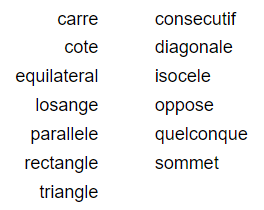 carre consecutif
cote diagonale
equilateral isocele
losange oppose
parallele quelconque
rectangle sommet
triangle